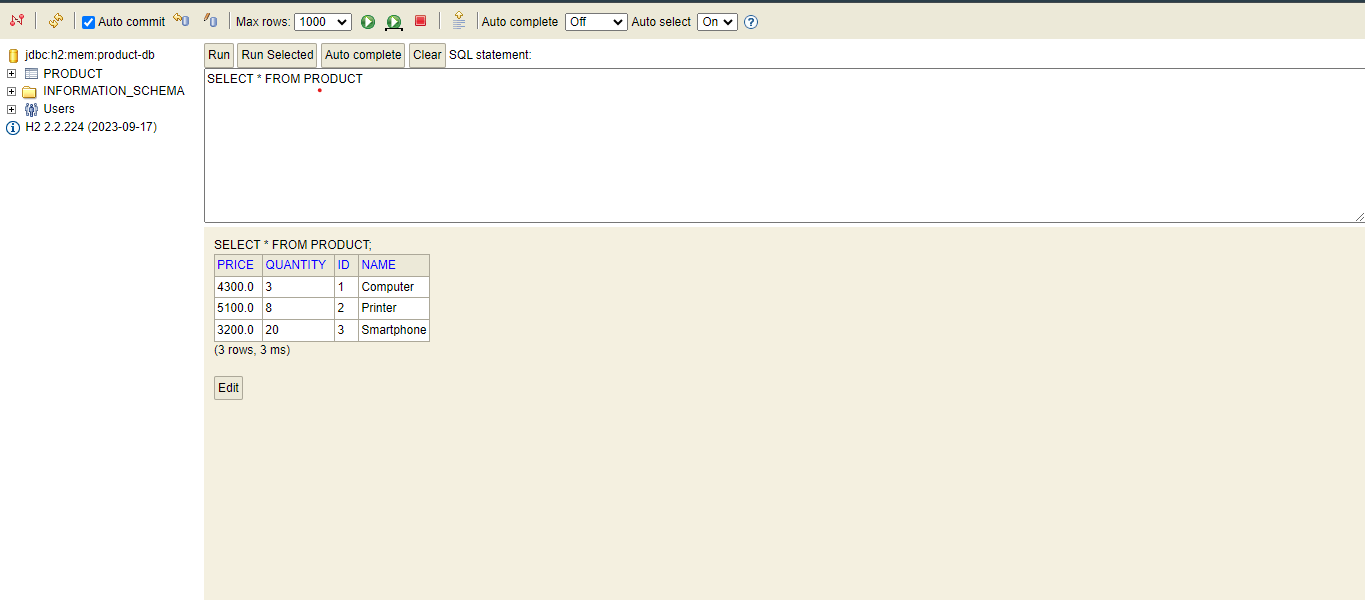 Auto commit Max rows: 1000 Auto complete Off Auto select On ?
jdbc:h2:mem:product-db
PRODUCT
INFORMATION_SCHEMA
Users
H2 2.2.224 (2023-09-17)
Run Run Selected Auto complete Clear SQL statement:
SELECT * FROM PRODUCT
SELECT * FROM PRODUCT;
PRICE QUANTITY ID NAME
4300.0 3 1 Computer
5100.0 8 2 Printer
3200.0 20 3 Smartphone
(3 rows, 3 ms)
Edit